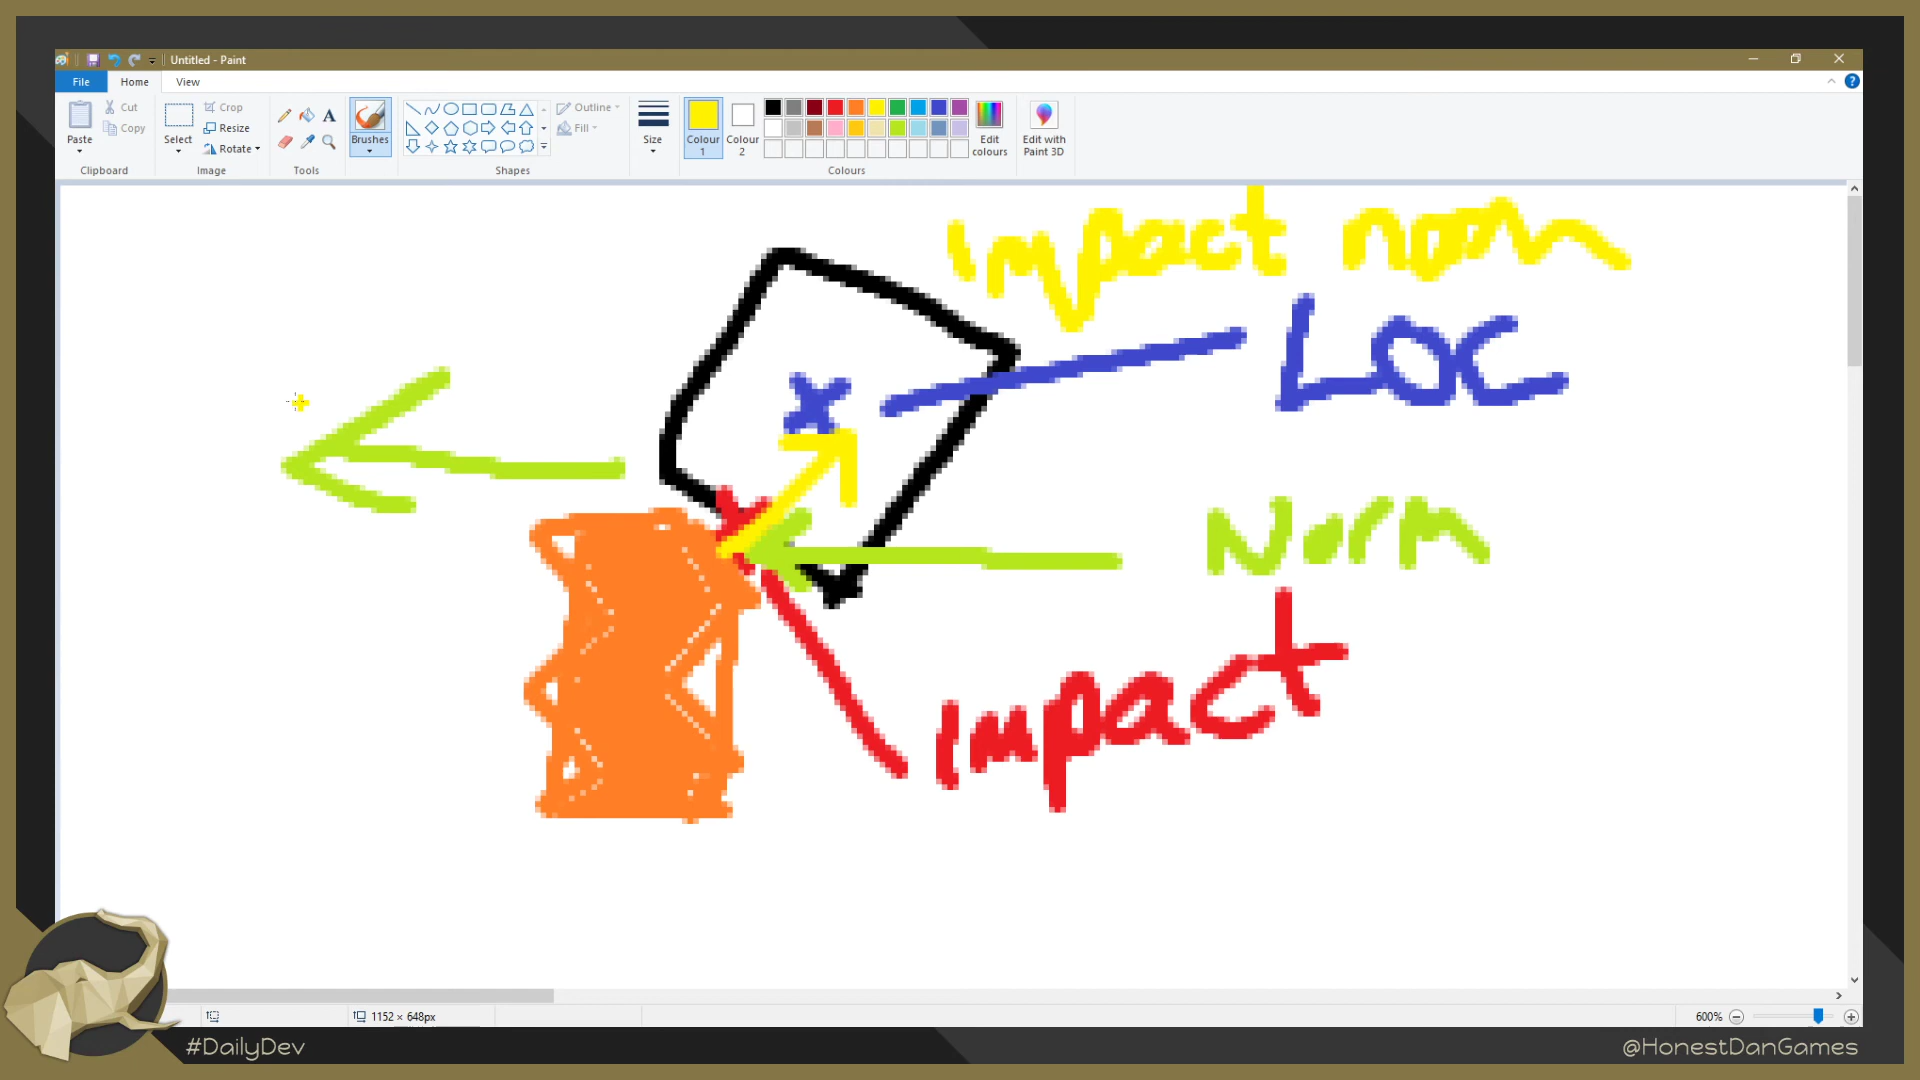 Untitled - Paint
File Home View
Cut
Copy
Paste
Clipboard
Select
Crop
Resize
Rotate
Image
Tools
Brushes
Shapes
Outline
Fill
Size
Colour 1
Colour 2
Edit colours
Colours
Edit with Paint 3D
Impact norm
x LOC
Norm
Impact
1152 × 648px
600%
#DailyDev
@HonestDanGames